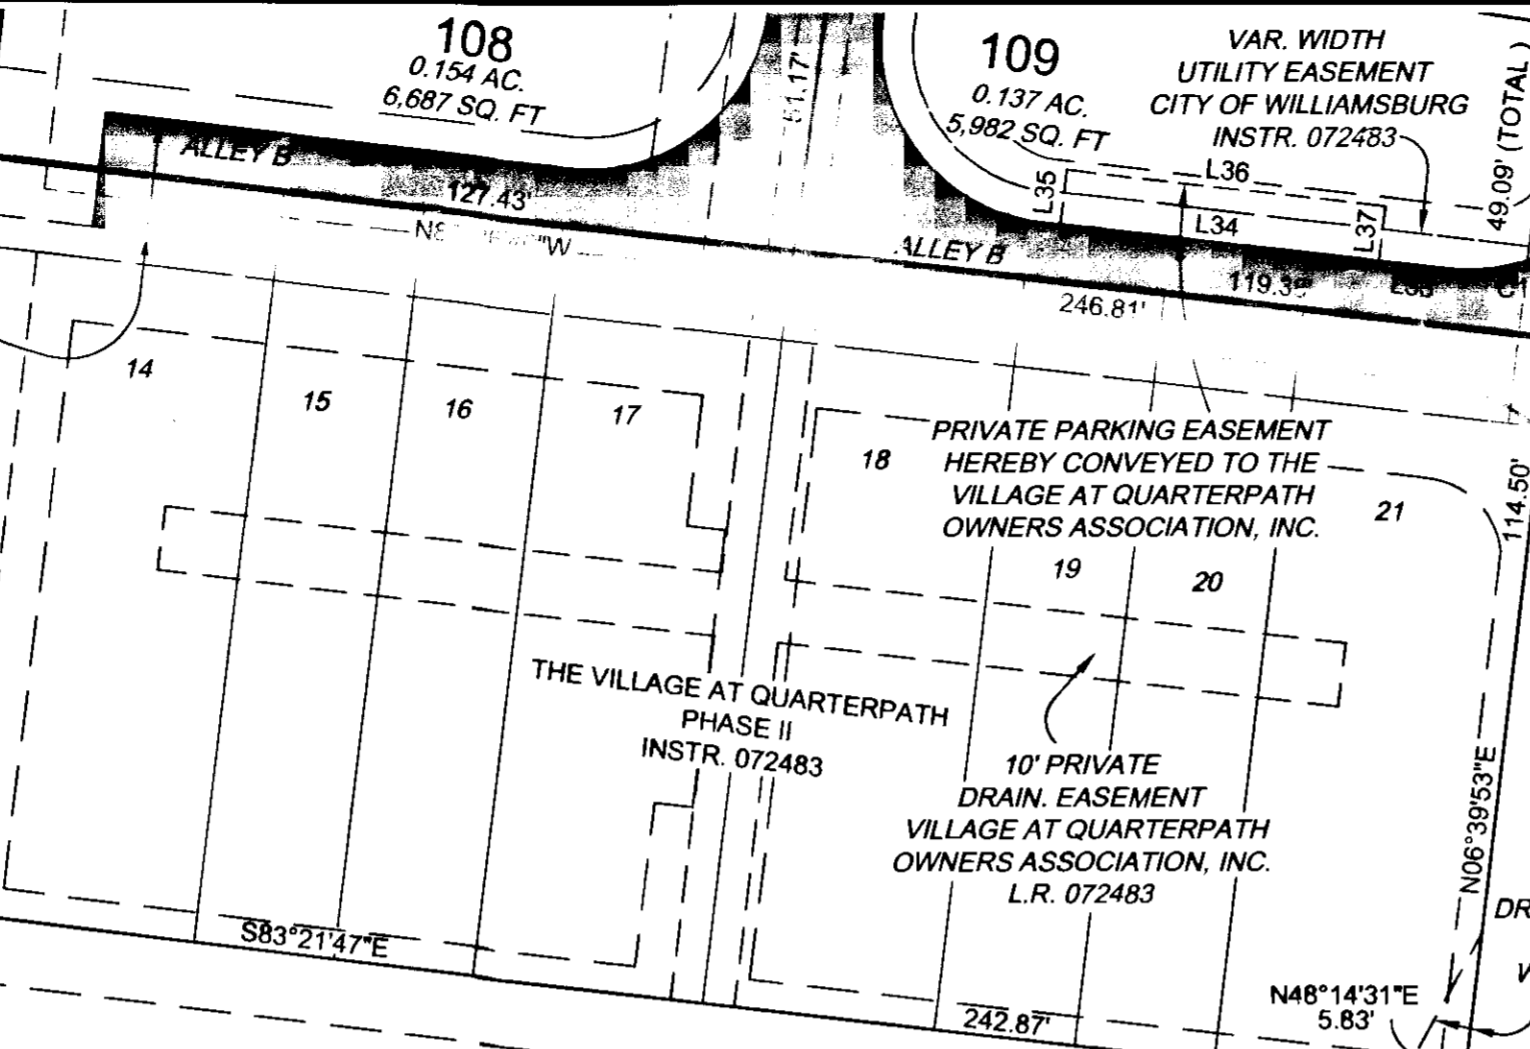 108
0.154 AC.
6,687 SQ. FT
51.17'
109
0.137 AC.
5,982 SQ. FT
VAR. WIDTH
UTILITY EASEMENT
CITY OF WILLIAMSBURG
INSTR. 072483
49.09' (TOTAL)
L35
L36
L34
L37
ALLEY B
127.43'
"W
ALLEY B
246.81'
14
15
16
17
18
PRIVATE PARKING EASEMENT
HEREBY CONVEYED TO THE
VILLAGE AT QUARTERPATH
OWNERS ASSOCIATION, INC.
21
114.50'
19
20
THE VILLAGE AT QUARTERPATH
PHASE II
INSTR. 072483
10' PRIVATE
DRAIN. EASEMENT
VILLAGE AT QUARTERPATH
OWNERS ASSOCIATION, INC.
L.R. 072483
N06°39'53"E
DR
S83°21'47"E
242.87'
N48°14'31"E
5.83'